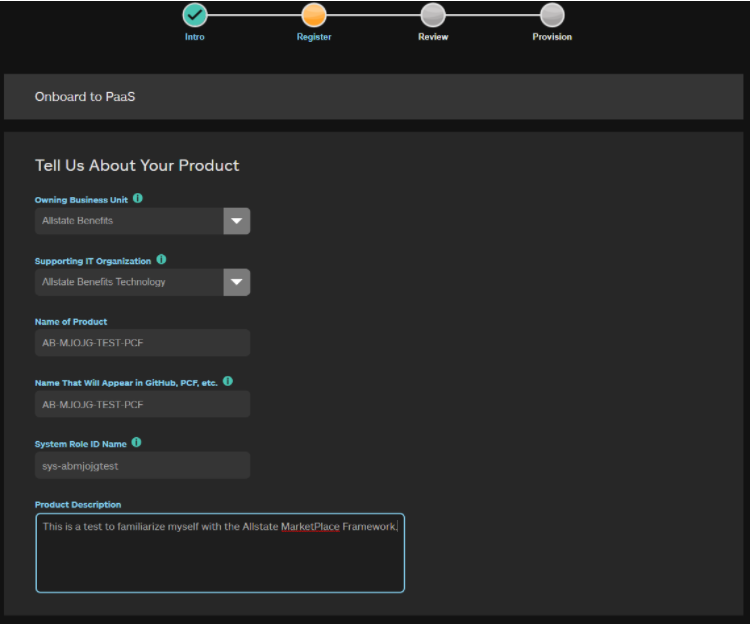 Intro
Register
Review
Provision
Onboard to PaaS
Tell Us About Your Product
Owning Business Unit
Allstate Benefits
Supporting IT Organization
Allstate Benefits Technology
Name of Product
AB-MJOJG-TEST-PCF
Name That Will Appear in GitHub, PCF, etc.
AB-MJOJG-TEST-PCF
System Role ID Name
sys-abmjojgtest
Product Description
This is a test to familiarize myself with the Allstate MarketPlace Framework.